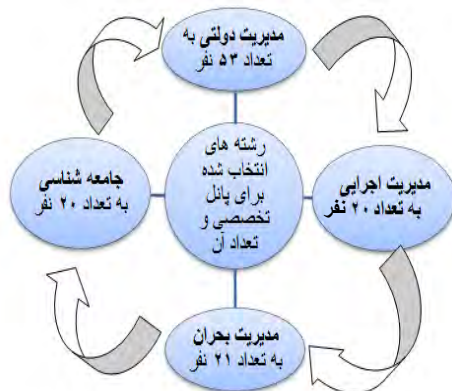 مدیریت دولتی به
تعداد ۵۳ نفر
رشته های
انتخاب شده
برای پانل
تخصصی و
تعداد آن
مدیریت اجرایی
به تعداد ۲۰ نفر
مدیریت بحران
به تعداد ۲۱ نفر
جامعه شناسی
به تعداد ۲۰ نفر